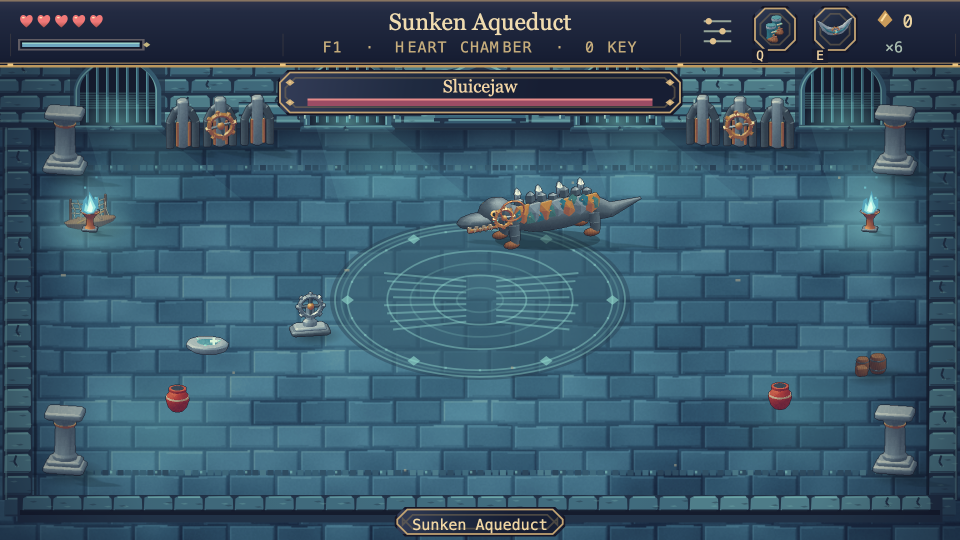 Sunken Aqueduct
F1 · HEART CHAMBER · 0 KEY
Q
E
0
×6
Sluicejaw
Sunken Aqueduct